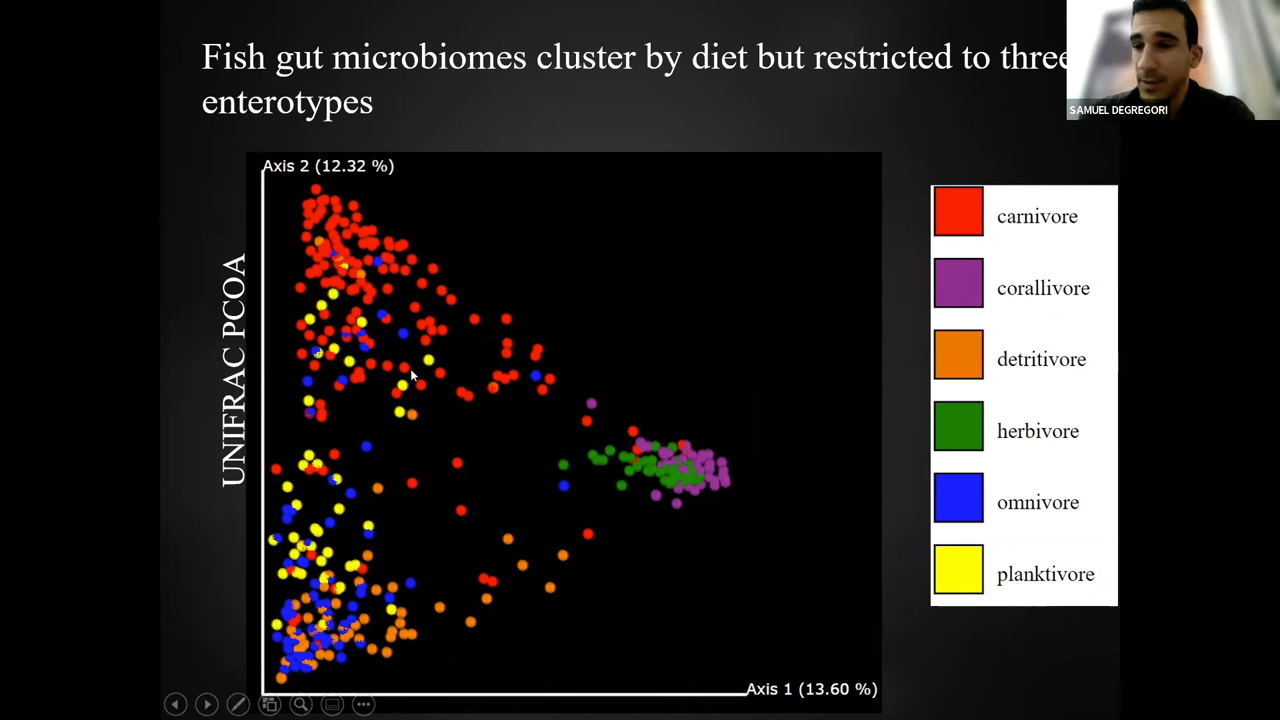 Fish gut microbiomes cluster by diet but restricted to three
enterotypes
SAMUEL DEGREGORI
Axis 2 (12.32 %)
UNIFRAC PCOA
Axis 1 (13.60 %)
carnivore
corallivore
detritivore
herbivore
omnivore
planktivore